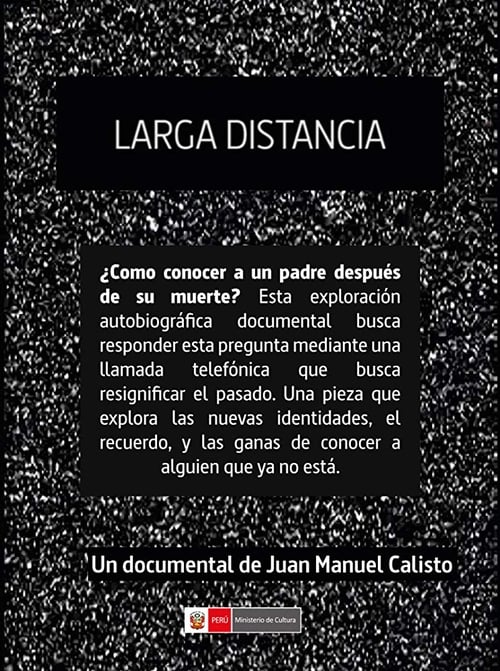 LARGA DISTANCIA
¿Como conocer a un padre después
de su muerte? Esta exploración
autobiográfica documental busca
responder esta pregunta mediante una
llamada telefónica que busca
resignificar el pasado. Una pieza que
explora las nuevas identidades, el
recuerdo, y las ganas de conocer a
alguien que ya no está.
Un documental de Juan Manuel Calisto
PERÚ Ministerio de Cultura